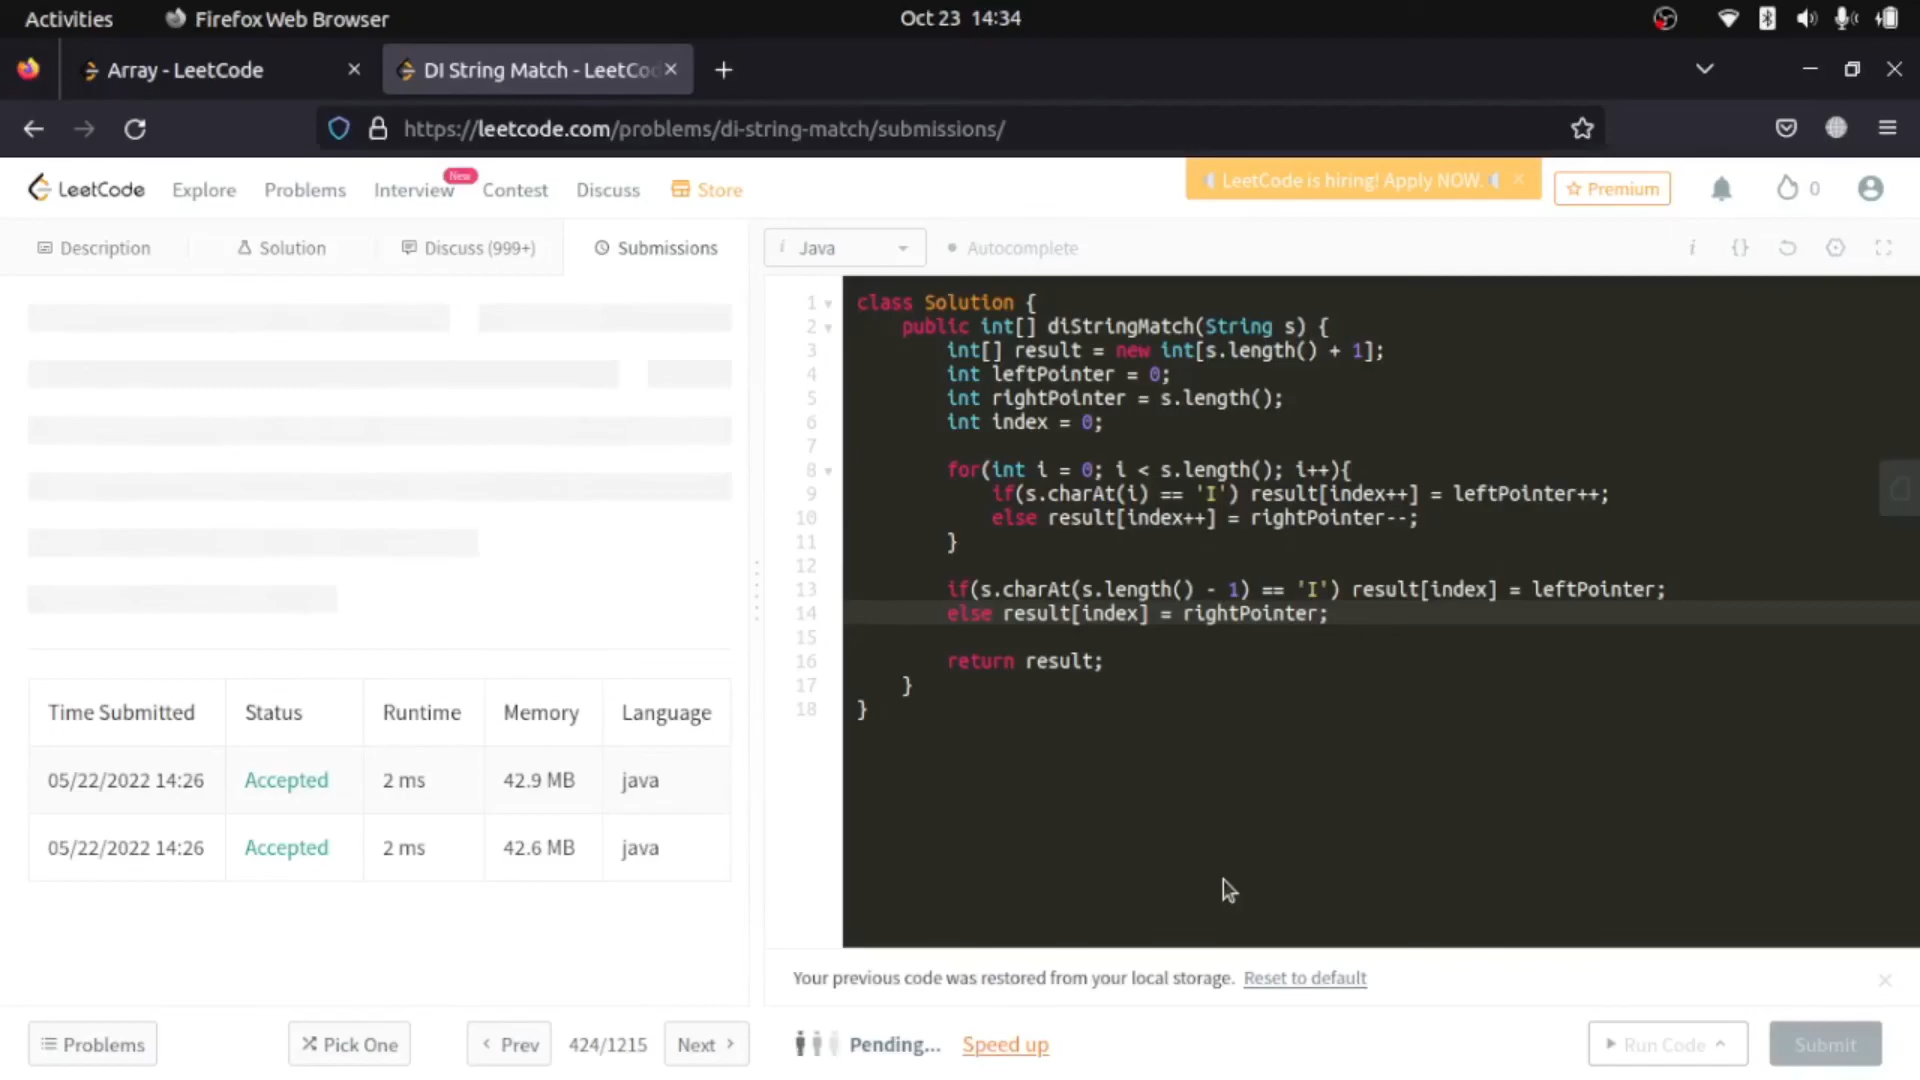 Activities Firefox Web Browser Oct 23 14:34
Array - LeetCode DI String Match - LeetCo
https://leetcode.com/problems/di-string-match/submissions/
LeetCode Explore Problems Interview New Contest Discuss Store LeetCode is hiring! Apply NOW. Premium 0
Description Solution Discuss (999+) Submissions i Java Autocomplete
1 class Solution {
2 public int[] diStringMatch(String s) {
3 int[] result = new int[s.length() + 1];
4 int leftPointer = 0;
5 int rightPointer = s.length();
6 int index = 0;
7
8 for(int i = 0; i < s.length(); i++){
9 if(s.charAt(i) == 'I') result[index++] = leftPointer++;
10 else result[index++] = rightPointer--;
11 }
12
13 if(s.charAt(s.length() - 1) == 'I') result[index] = leftPointer;
14 else result[index] = rightPointer;
15
16 return result;
17 }
18 }
Time Submitted Status Runtime Memory Language
05/22/2022 14:26 Accepted 2 ms 42.9 MB java
05/22/2022 14:26 Accepted 2 ms 42.6 MB java
Your previous code was restored from your local storage. Reset to default
Problems Pick One Prev 424/1215 Next Pending... Speed up Run Code Submit